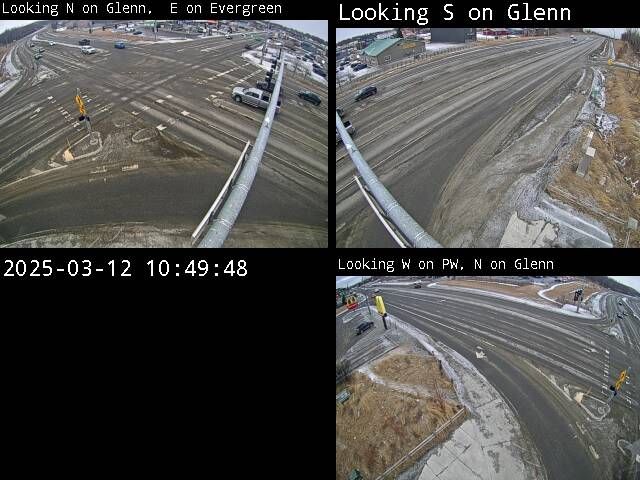 Looking N on Glenn,  E on Evergreen
Looking S on Glenn
2025-03-12 10:49:48
Looking W on PW, N on Glenn